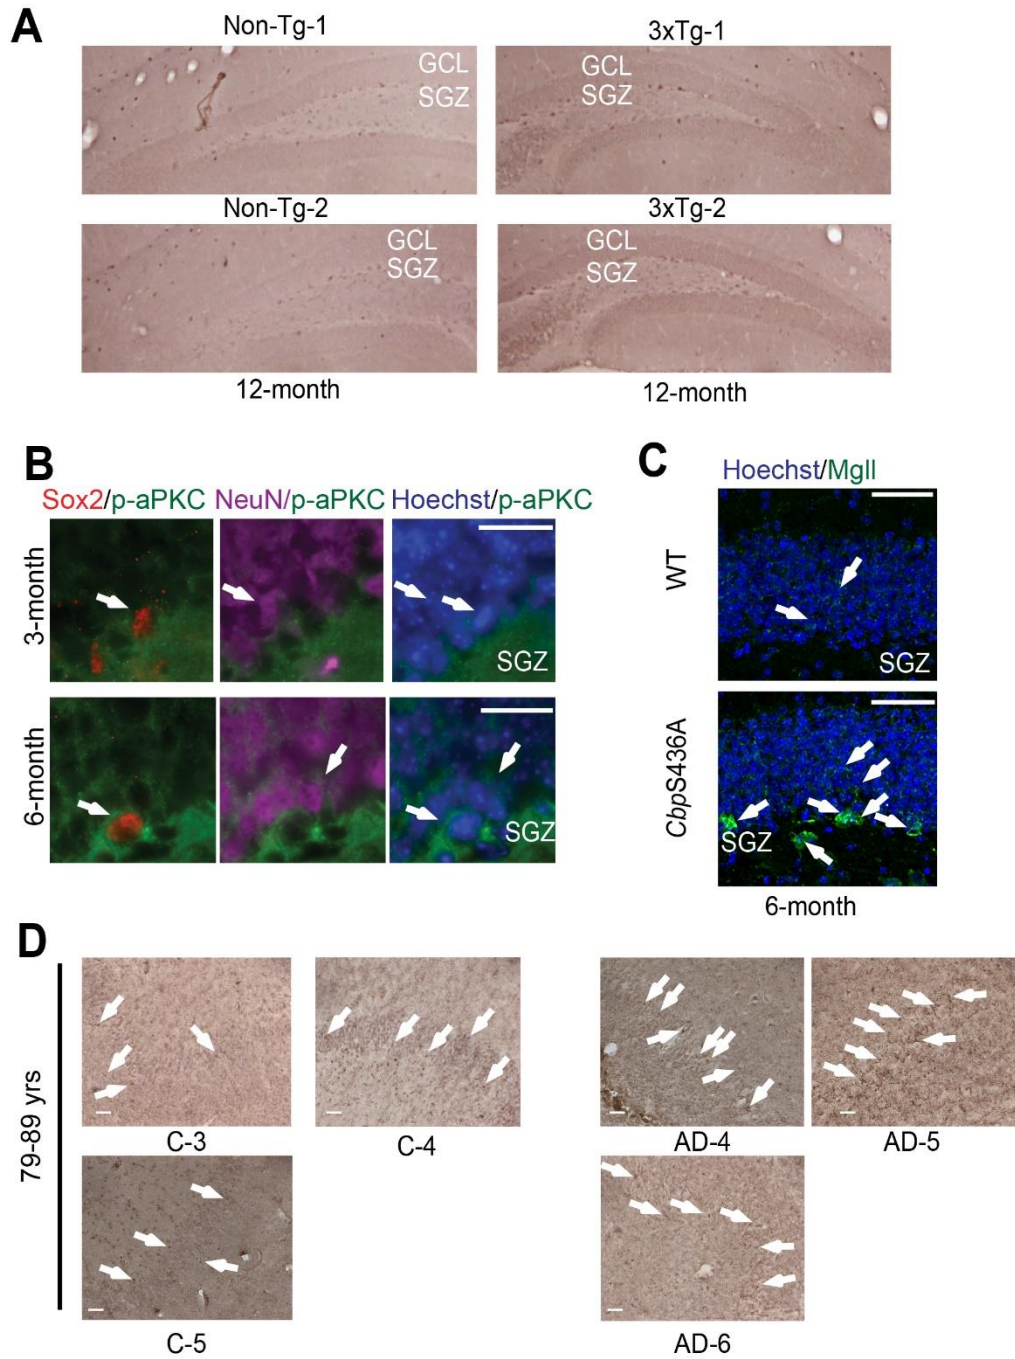 A
Non-Tg-1
3xTg-1
GCL
SGZ
GCL
SGZ
Non-Tg-2
3xTg-2
GCL
SGZ
GCL
SGZ
12-month
12-month
B
Sox2/p-aPKC NeuN/p-aPKC Hoechst/p-aPKC
3-month
SGZ
6-month
SGZ
C
Hoechst/Mgll
WT
SGZ
CbpS436A
SGZ
6-month
D
79-89 yrs
C-3
C-4
AD-4
AD-5
C-5
AD-6